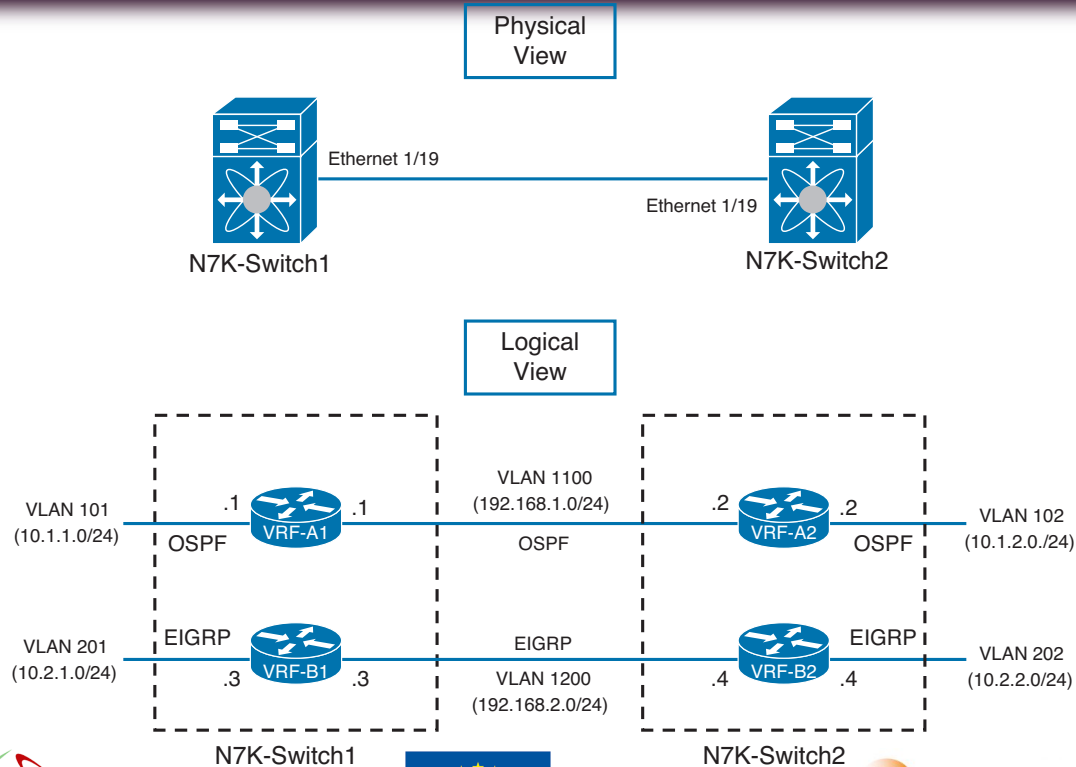 Physical
View
Ethernet 1/19
Ethernet 1/19
N7K-Switch1
N7K-Switch2
Logical
View
VLAN 101
(10.1.1.0/24)
.1
VRF-A1
.1
OSPF
VLAN 1100
(192.168.1.0/24)
OSPF
.2
VRF-A2
.2
OSPF
VLAN 102
(10.1.2.0./24)
VLAN 201
(10.2.1.0/24)
EIGRP
.3
VRF-B1
.3
EIGRP
VLAN 1200
(192.168.2.0/24)
.4
VRF-B2
.4
EIGRP
VLAN 202
(10.2.2.0/24)
N7K-Switch1
N7K-Switch2